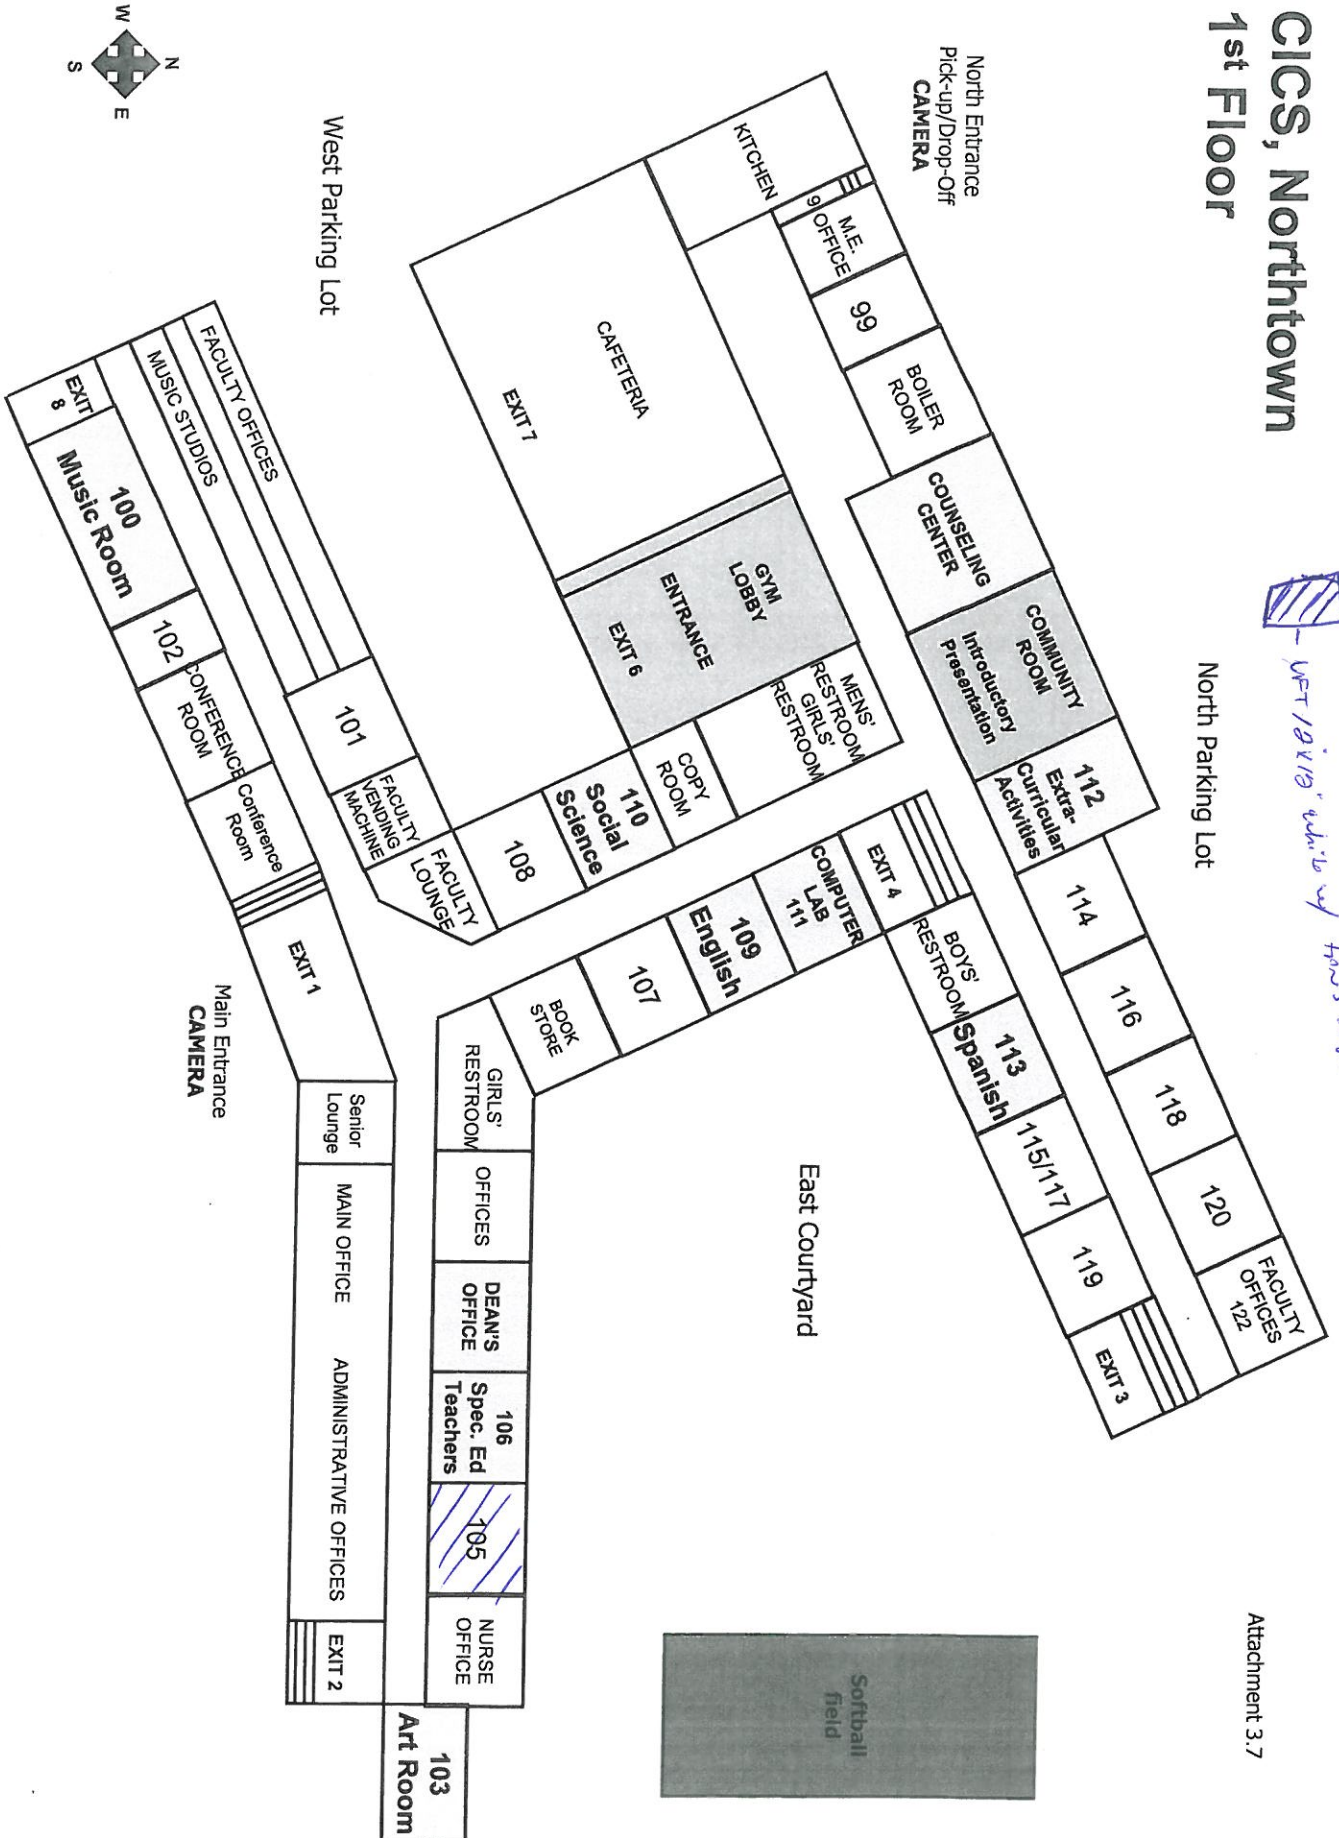 CICS, Northtown
1st Floor
Attachment 3.7
North Parking Lot
North Entrance
Pick-up/Drop-Off
CAMERA
KITCHEN
9
M.E.
OFFICE
99
BOILER
ROOM
COUNSELING
CENTER
COMMUNITY
ROOM
Introductory
Presentation
112
Extra-
Curricular
Activities
114
116
118
120
FACULTY
OFFICES
122
CAFETERIA
EXIT 7
GYM
LOBBY
ENTRANCE
EXIT 6
MENS'
RESTROOM
GIRLS'
RESTROOM
COPY
ROOM
110
Social
Science
108
FACULTY
LOUNGE
EXIT 4
BOYS'
RESTROOM
113
Spanish
115/117
119
EXIT 3
COMPUTER
LAB
111
109
English
107
BOOK
STORE
East Courtyard
Softball
field
West Parking Lot
FACULTY OFFICES
MUSIC STUDIOS
101
FACULTY
VENDING
MACHINE
EXIT
8
100
Music Room
102
CONFERENCE
ROOM
Conference
Room
EXIT 1
Main Entrance
CAMERA
GIRLS'
RESTROOM
OFFICES
DEAN'S
OFFICE
106
Spec. Ed
Teachers
105
NURSE
OFFICE
Senior
Lounge
MAIN OFFICE
ADMINISTRATIVE OFFICES
EXIT 2
103
Art Room
N
W
E
S